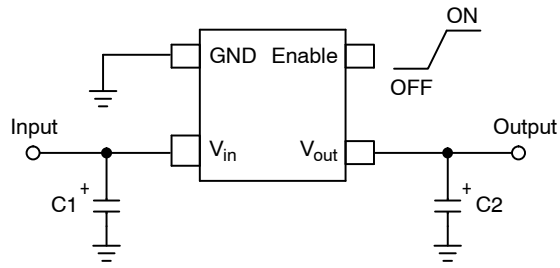 ON
GND Enable
OFF
Input
Vin
Vout
Output
+
C1
+
C2